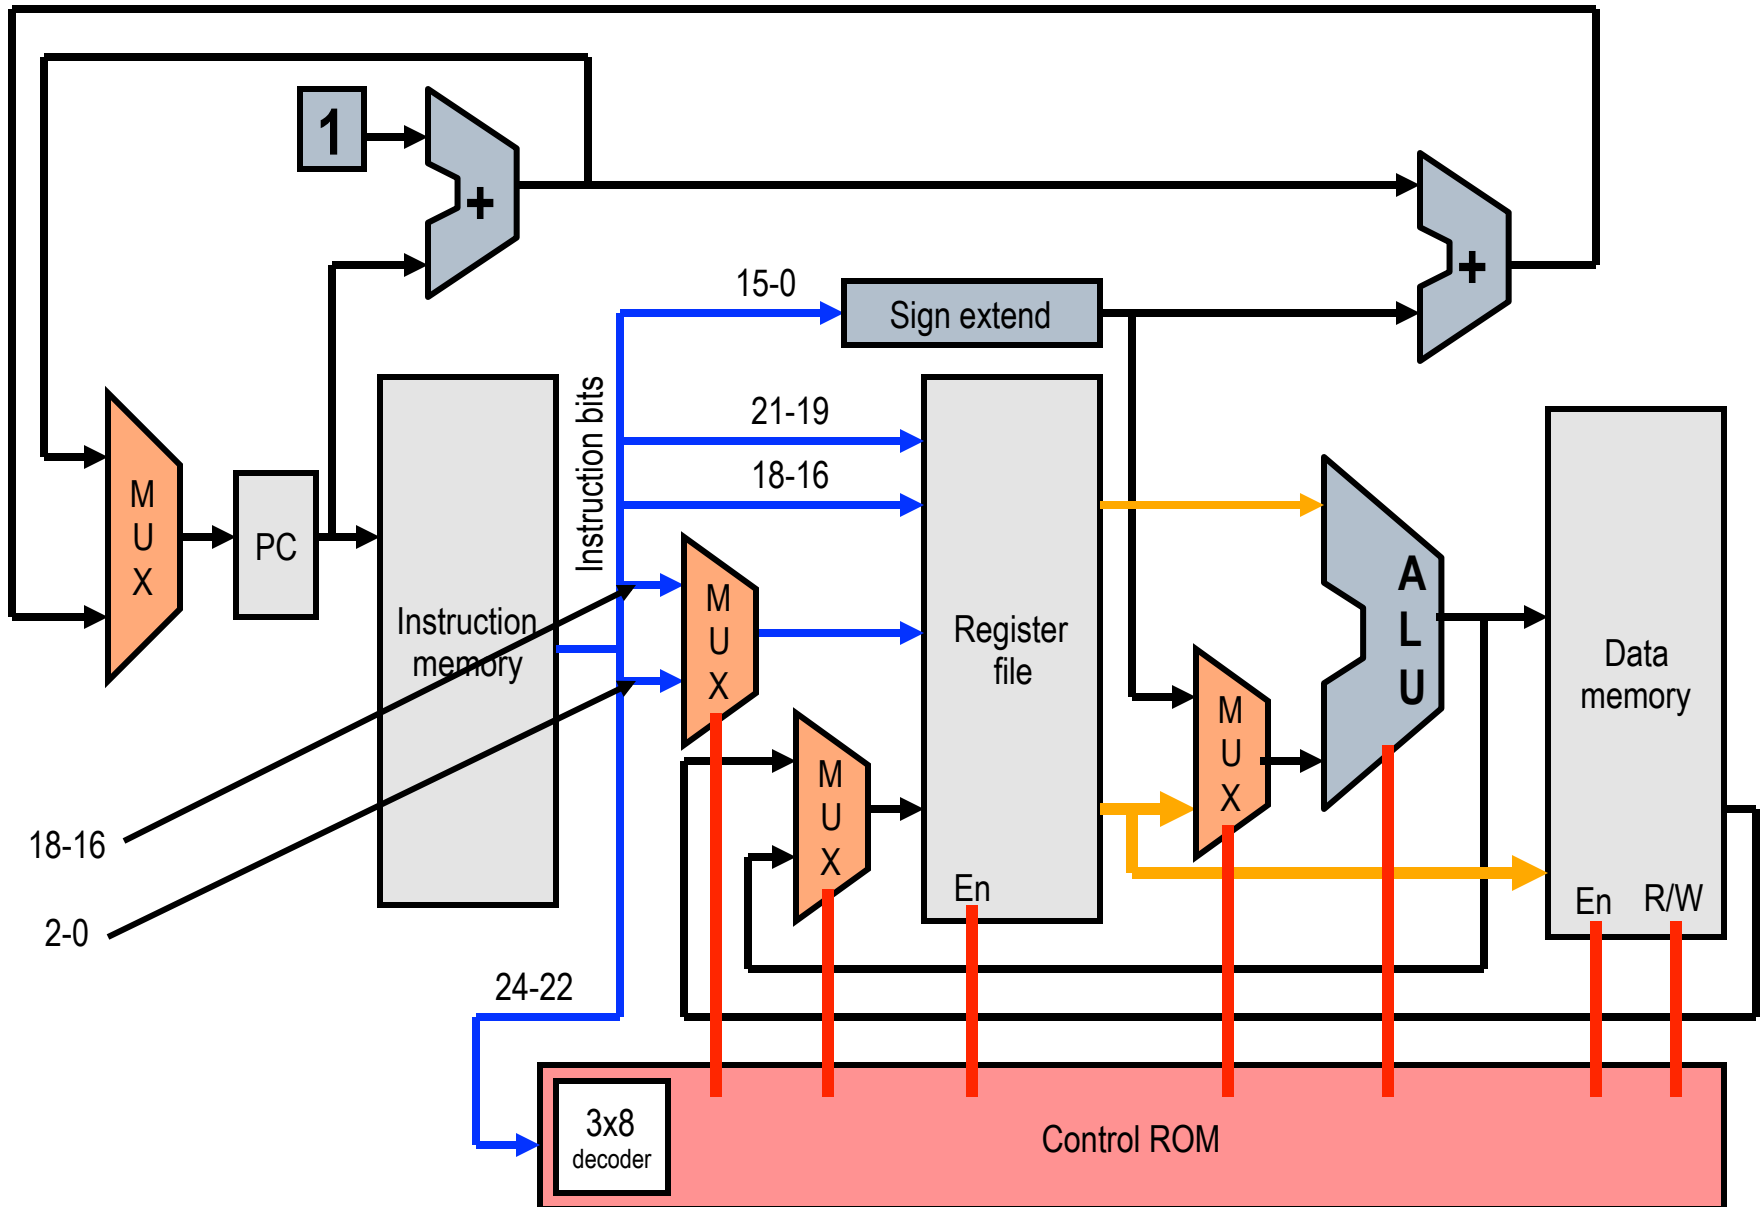 1
+
+
15-0
Sign extend
Instruction bits
21-19
18-16
M
U
X
PC
Instruction
memory
M
U
X
Register
file
En
A
L
U
M
U
X
M
U
X
Data
memory
En
R/W
18-16
2-0
24-22
3x8
decoder
Control ROM